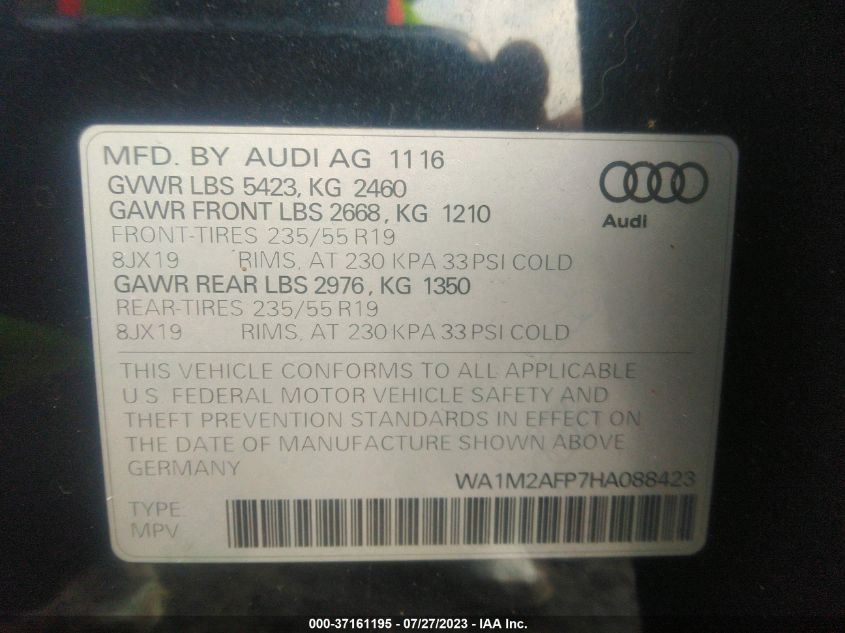 MFD. BY AUDI AG 11 16
GVWR LBS 5423, KG 2460
GAWR FRONT LBS 2668, KG 1210
FRONT-TIRES 235/55 R19
8JX19 RIMS, AT 230 KPA 33 PSI COLD
GAWR REAR LBS 2976, KG 1350
REAR-TIRES 235/55 R19
8JX19 RIMS, AT 230 KPA 33 PSI COLD
Audi
THIS VEHICLE CONFORMS TO ALL APPLICABLE
U.S. FEDERAL MOTOR VEHICLE SAFETY AND
THEFT PREVENTION STANDARDS IN EFFECT ON
THE DATE OF MANUFACTURE SHOWN ABOVE
GERMANY
WA1M2AFP7HA088423
TYPE:
MPV
000-37161195 - 07/27/2023 - IAA Inc.